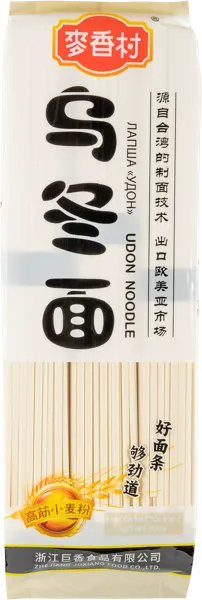 麥香村
®
乌冬面
ЛАПША «УДОН»
UDON NOODLE
源自台湾的制面技术 出口欧美亚市场
好面条
够劲道
高筋小麦粉
浙江巨香食品有限公司
ZHEJIANG JUXIANG FOOD CO.,LTD.